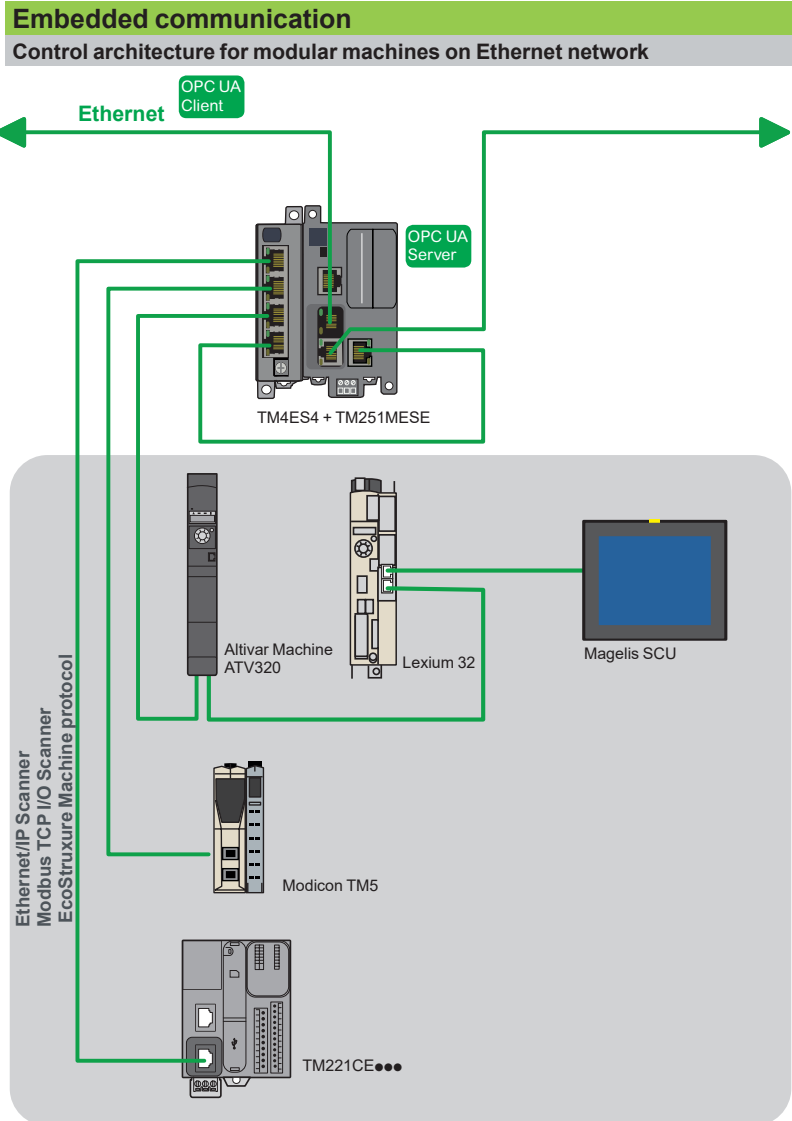 Embedded communication
Control architecture for modular machines on Ethernet network
OPC UA
Client
Ethernet
OPC UA
Server
TM4ES4 + TM251MESE
Altivar Machine
ATV320
Lexium 32
Magelis SCU
Ethernet/IP Scanner
Modbus TCP I/O Scanner
EcoStruxure Machine protocol
Modicon TM5
TM221CE●●●